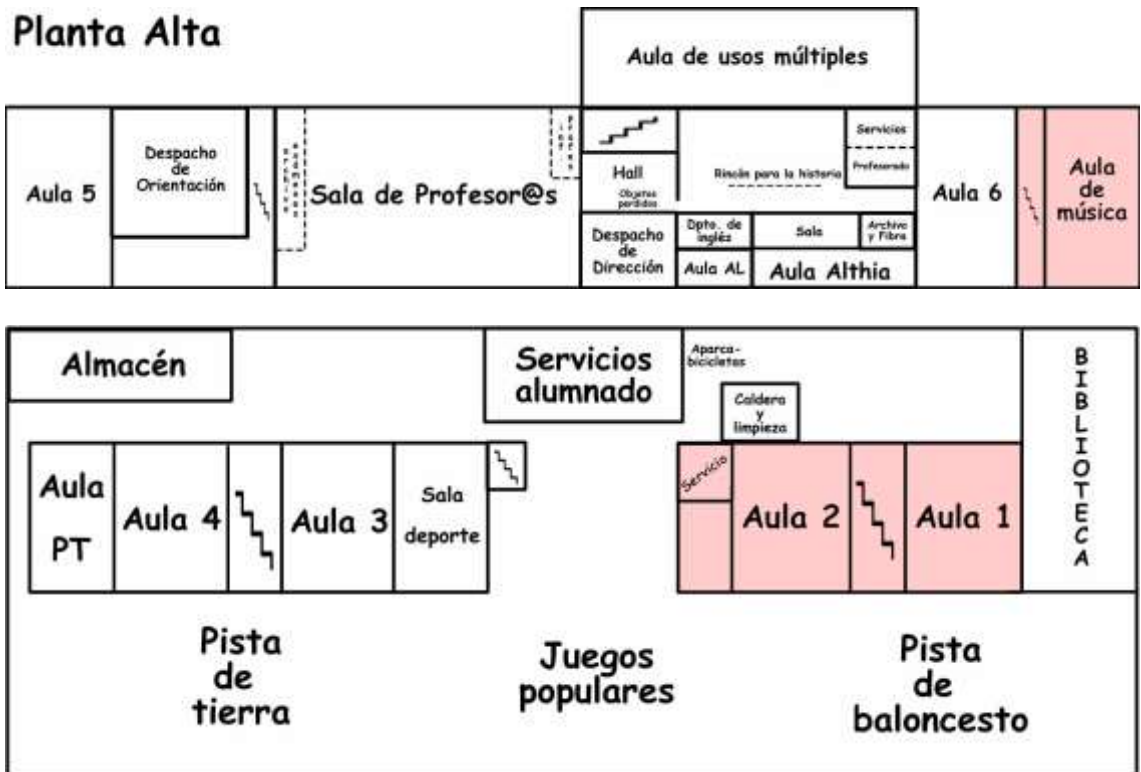 Planta Alta
Aula de usos múltiples
Aula 5
Despacho
de
Orientación
Sala de Profesor@s
Hall
Objetos
perdidos
Rincón para la historia
Servicios
Profesorado
Despacho
de
Dirección
Dpto. de
inglés
Sala
Archivo
y Fibra
Aula AL
Aula Althia
Aula 6
Aula
de
música
Almacén
Servicios
alumnado
Aparca-
bicicletas
Caldera
y
limpieza
BIBLIOTECA
Aula
PT
Aula 4
Aula 3
Sala
deporte
Servicio
Aula 2
Aula 1
Pista
de
tierra
Juegos
populares
Pista
de
baloncesto